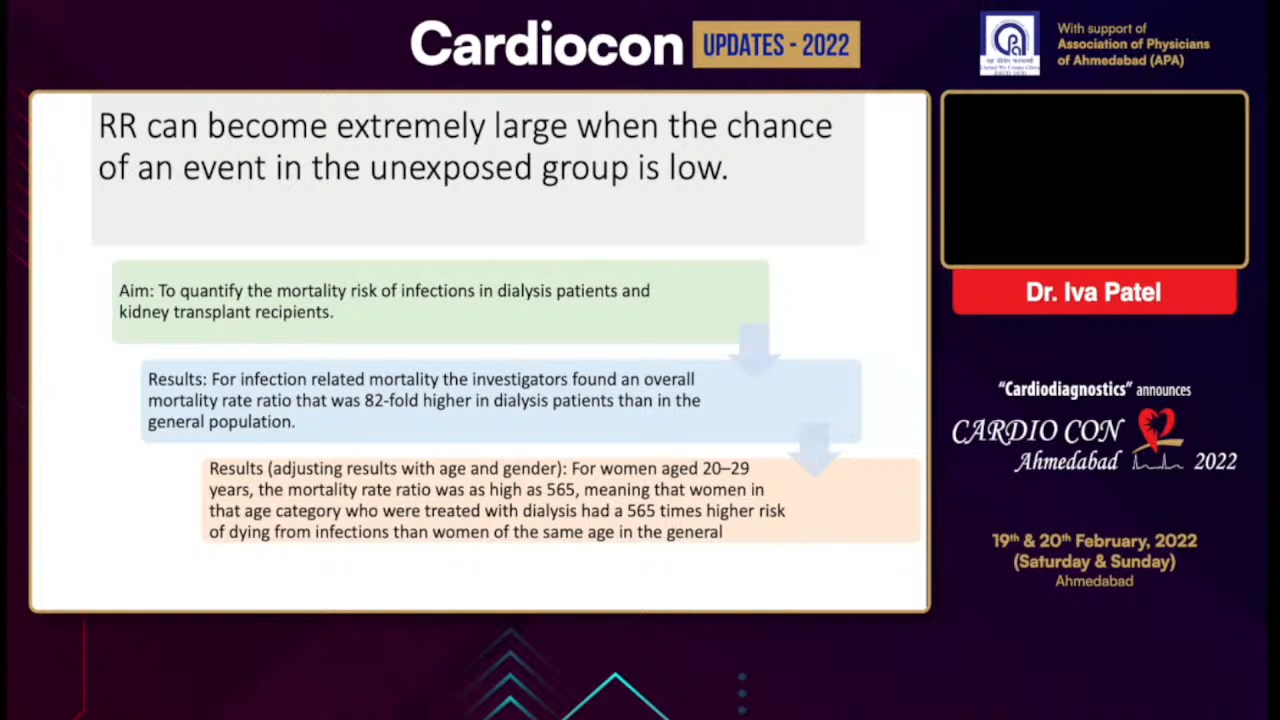 Cardiocon UPDATES - 2022
With support of
Association of Physicians
of Ahmedabad (APA)
RR can become extremely large when the chance
of an event in the unexposed group is low.
Aim: To quantify the mortality risk of infections in dialysis patients and
kidney transplant recipients.
Results: For infection related mortality the investigators found an overall
mortality rate ratio that was 82-fold higher in dialysis patients than in the
general population.
Results (adjusting results with age and gender): For women aged 20–29
years, the mortality rate ratio was as high as 565, meaning that women in
that age category who were treated with dialysis had a 565 times higher risk
of dying from infections than women of the same age in the general
Dr. Iva Patel
“Cardiodiagnostics” announces
CARDIO CON
Ahmedabad 2022
19th & 20th February, 2022
(Saturday & Sunday)
Ahmedabad